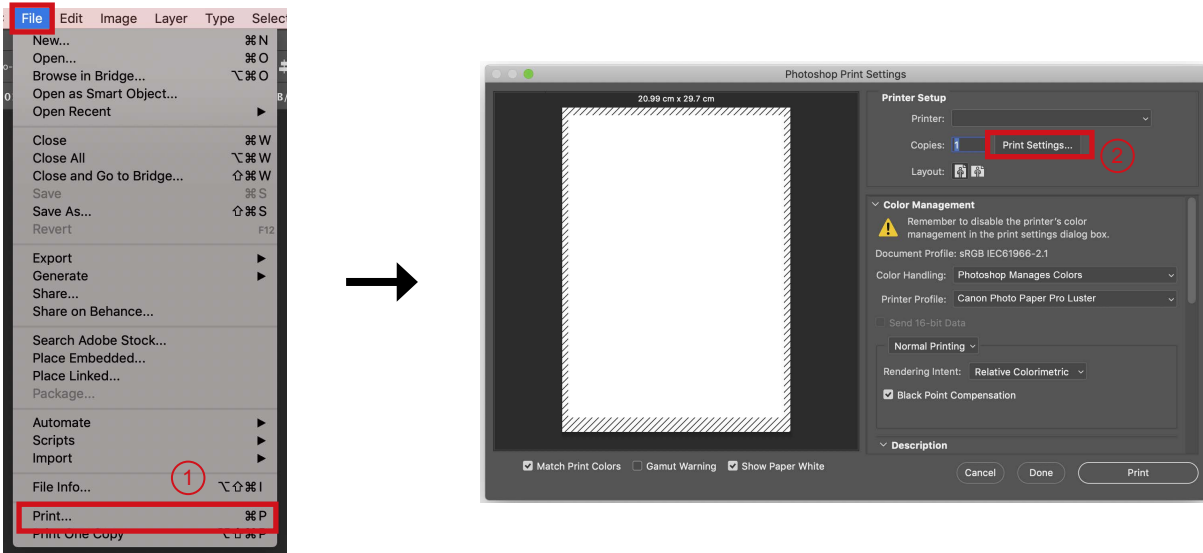 File Edit Image Layer Type Selec
New... ⌘N
Open... ⌘O
Browse in Bridge... ⌥⌘O
Open as Smart Object...
Open Recent ▶
Close ⌘W
Close All ⌥⌘W
Close and Go to Bridge... ⇧⌘W
Save ⌘S
Save As... ⇧⌘S
Revert F12
Export ▶
Generate ▶
Share...
Share on Behance...
Search Adobe Stock...
Place Embedded...
Place Linked...
Package...
Automate ▶
Scripts ▶
Import ▶
1
File Info... ⌥⇧⌘I
Print... ⌘P
Print One Copy ⌥⇧⌘P
Photoshop Print Settings
20.99 cm x 29.7 cm
Printer Setup
Printer:
Copies: 1 Print Settings... 2
Layout:
Color Management
Remember to disable the printer's color
management in the print settings dialog box.
Document Profile: sRGB IEC61966-2.1
Color Handling: Photoshop Manages Colors
Printer Profile: Canon Photo Paper Pro Luster
Send 16-bit Data
Normal Printing
Rendering Intent: Relative Colorimetric
Black Point Compensation
Description
Match Print Colors Gamut Warning Show Paper White
Cancel Done Print